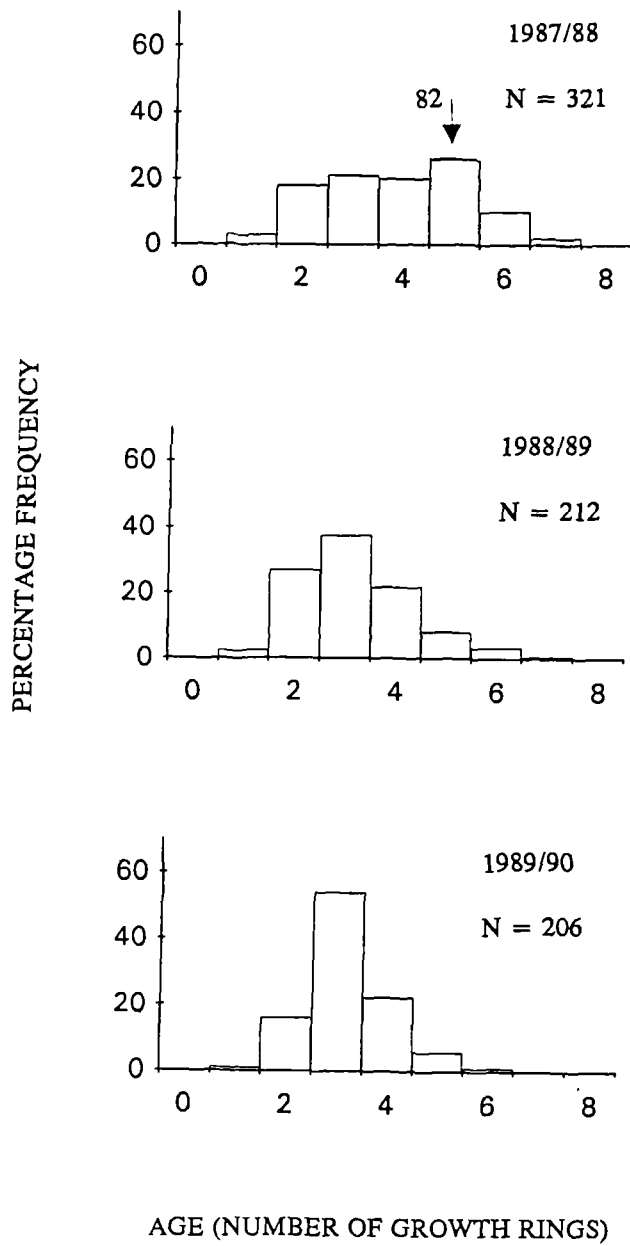 PERCENTAGE FREQUENCY
1987/88
N = 321
82
60
40
20
0
0 2 4 6 8
1988/89
N = 212
60
40
20
0
0 2 4 6 8
1989/90
N = 206
60
40
20
0
0 2 4 6 8
AGE (NUMBER OF GROWTH RINGS)